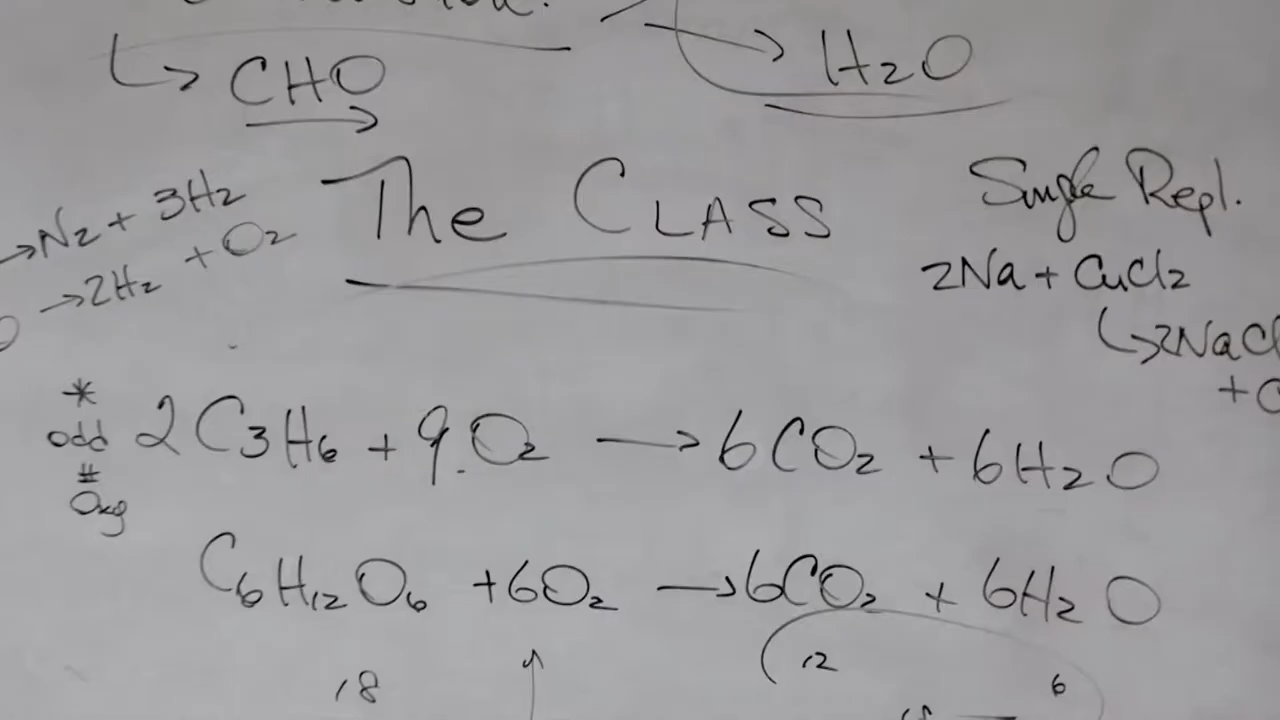 ↳ CHO
→ H₂O
→ N₂ + 3H₂
→ 2H₂ + O₂
The CLASS
Single Repl.
2Na + CuCl₂
↳ 2NaCl
+ C
* odd # Oxg
2C₃H₆ + 9O₂ → 6CO₂ + 6H₂O
C₆H₁₂O₆ + 6O₂ → 6CO₂ + 6H₂O
18
12
6